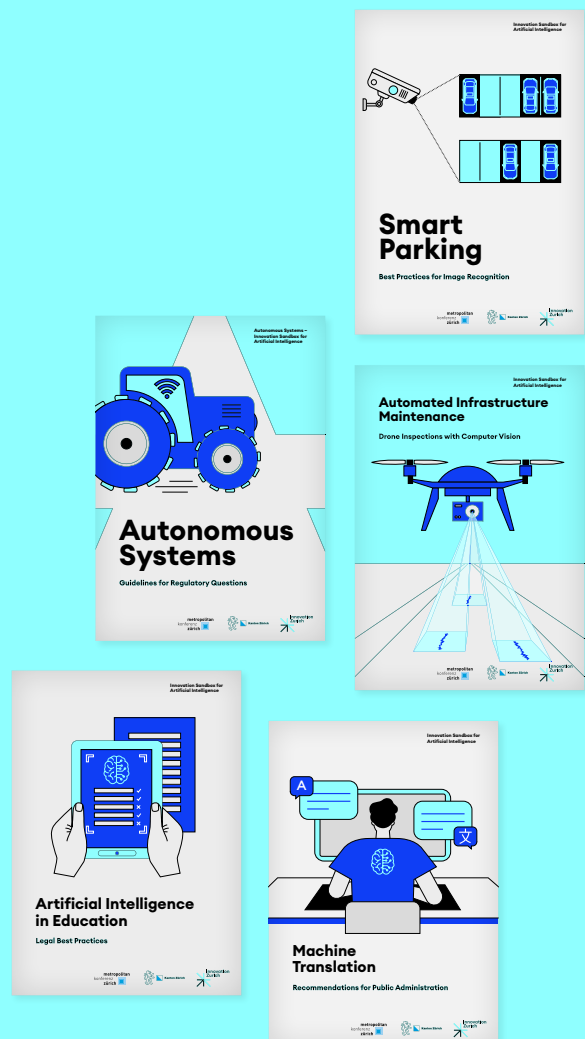 Innovation Sandbox for
Artificial Intelligence
Smart
Parking
Best Practices for Image Recognition
metropolitan
konferenz
zürich
Kanton Zürich
Innovation
Zurich
Autonomous Systems –
Innovation Sandbox for
Artificial Intelligence
Autonomous
Systems
Guidelines for Regulatory Questions
metropolitan
konferenz
zürich
Kanton Zürich
Innovation
Zurich
Innovation Sandbox for
Artificial Intelligence
Automated Infrastructure
Maintenance
Drone Inspections with Computer Vision
metropolitan
konferenz
zürich
Kanton Zürich
Innovation
Zurich
Innovation Sandbox for
Artificial Intelligence
Artificial Intelligence
in Education
Legal Best Practices
metropolitan
konferenz
zürich
Kanton Zürich
Innovation
Zurich
Innovation Sandbox for
Artificial Intelligence
A
文
Machine
Translation
Recommendations for Public Administration
metropolitan
konferenz
zürich
Kanton Zürich
Innovation
Zurich